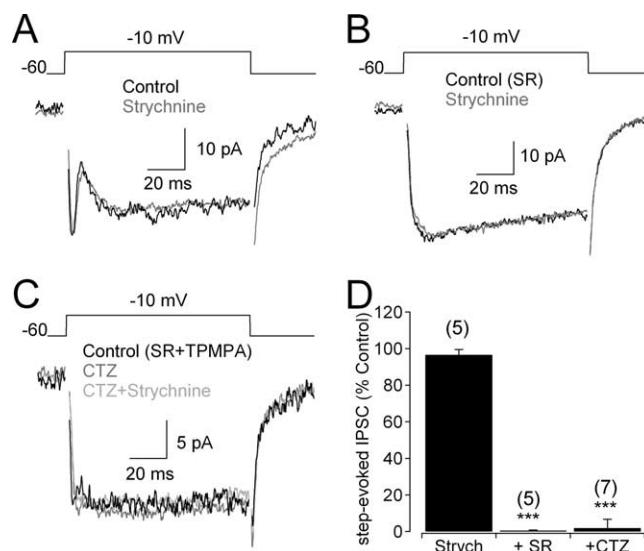 A
-10 mV
-60
Control
Strychnine
10 pA
20 ms
B
-10 mV
-60
Control (SR)
Strychnine
10 pA
20 ms
C
-10 mV
-60
Control (SR+TPMPA)
CTZ
CTZ+Strychnine
5 pA
20 ms
D
step-evoked IPSC (% Control)
120
100
80
60
40
20
0
(5)
(5)
***
(7)
***
Strych + SR +CTZ